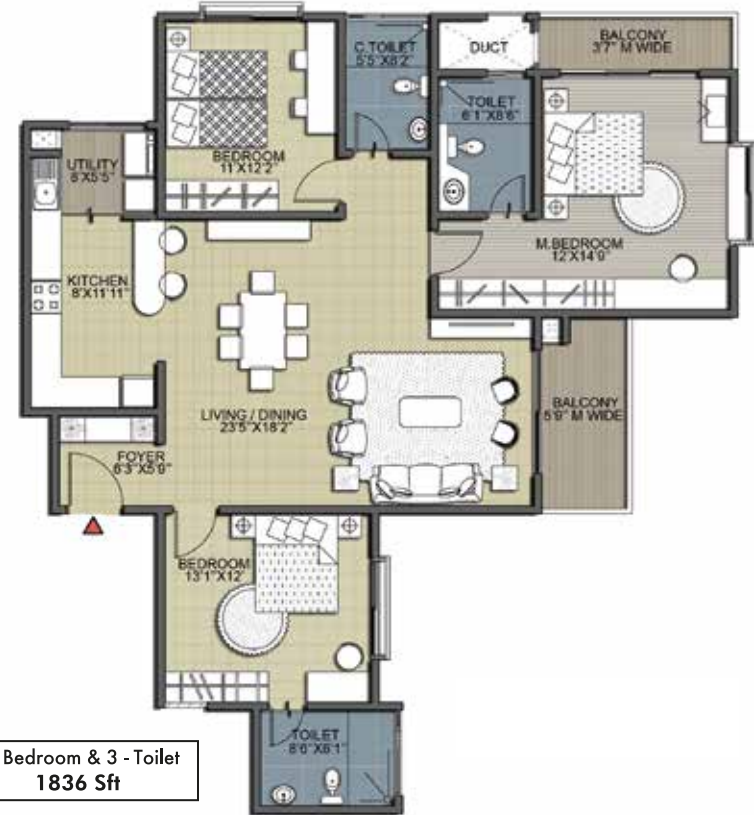 BALCONY
3'7" M WIDE
DUCT
C.TOILET
5'5"X8'2"
TOILET
6'1"X8'6"
BEDROOM
11'X12'2"
UTILITY
8'X5'5"
M.BEDROOM
12'X14'9"
KITCHEN
8'X11'11"
LIVING / DINING
23'5"X18'2"
BALCONY
5'9" M WIDE
FOYER
6'3"X5'9"
BEDROOM
13'1"X12'
TOILET
8'6"X6'1"
Bedroom & 3 - Toilet
1836 Sft